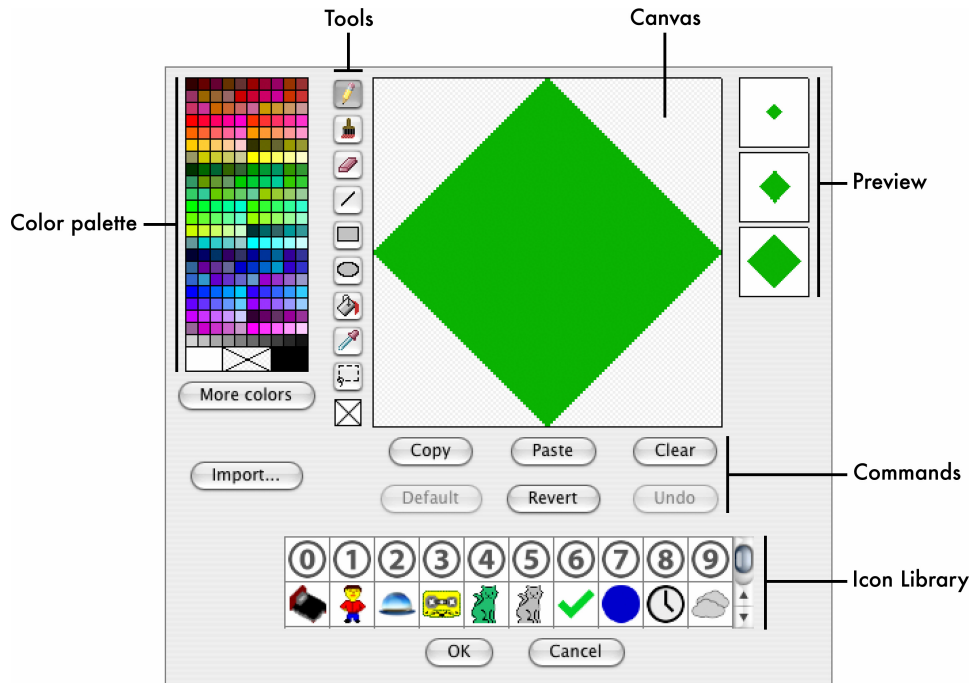 Tools
Canvas
Preview
Color palette
More colors
Import...
Copy
Paste
Clear
Default
Revert
Undo
Commands
0 1 2 3 4 5 6 7 8 9
Icon Library
OK
Cancel